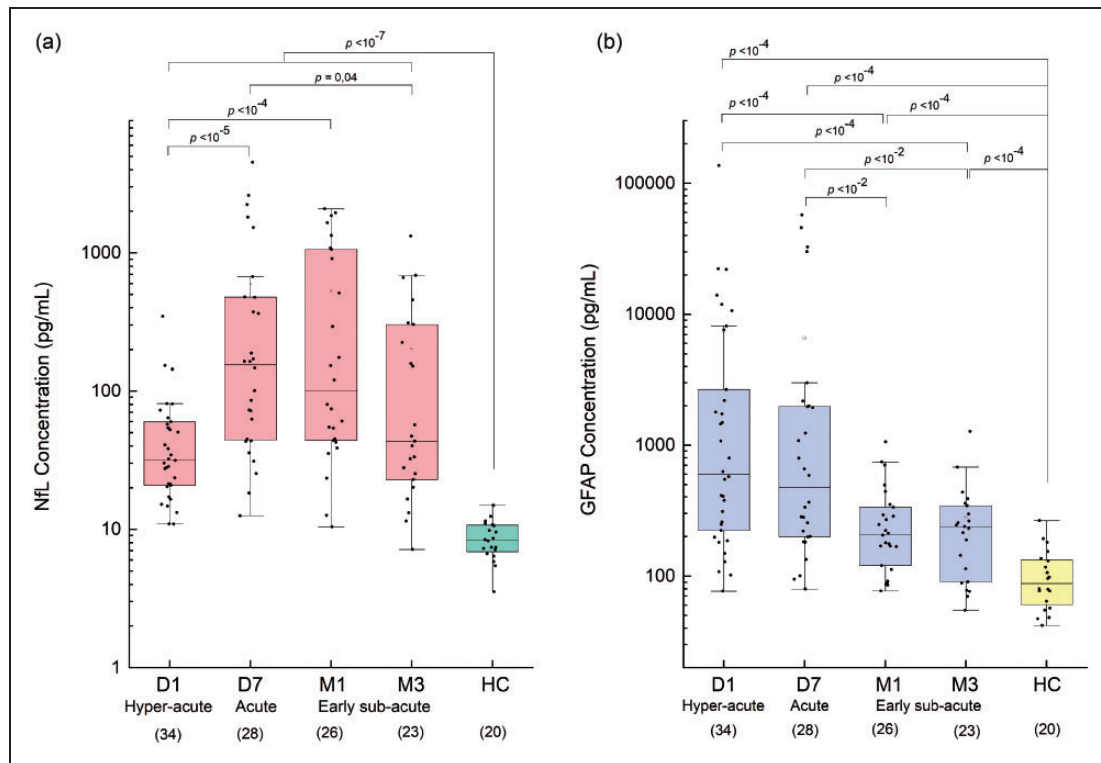 (a)
p <10-7
p = 0,04
p <10-4
p <10-5
NfL Concentration (pg/mL)
1000
100
10
1
D1 D7 M1 M3 HC
Hyper-acute Acute Early sub-acute
(34) (28) (26) (23) (20)
(b)
p <10-4
p <10-4
p <10-4 p <10-4
p <10-4
p <10-2 p <10-4
p <10-2
GFAP Concentration (pg/mL)
100000
10000
1000
100
D1 D7 M1 M3 HC
Hyper-acute Acute Early sub-acute
(34) (28) (26) (23) (20)